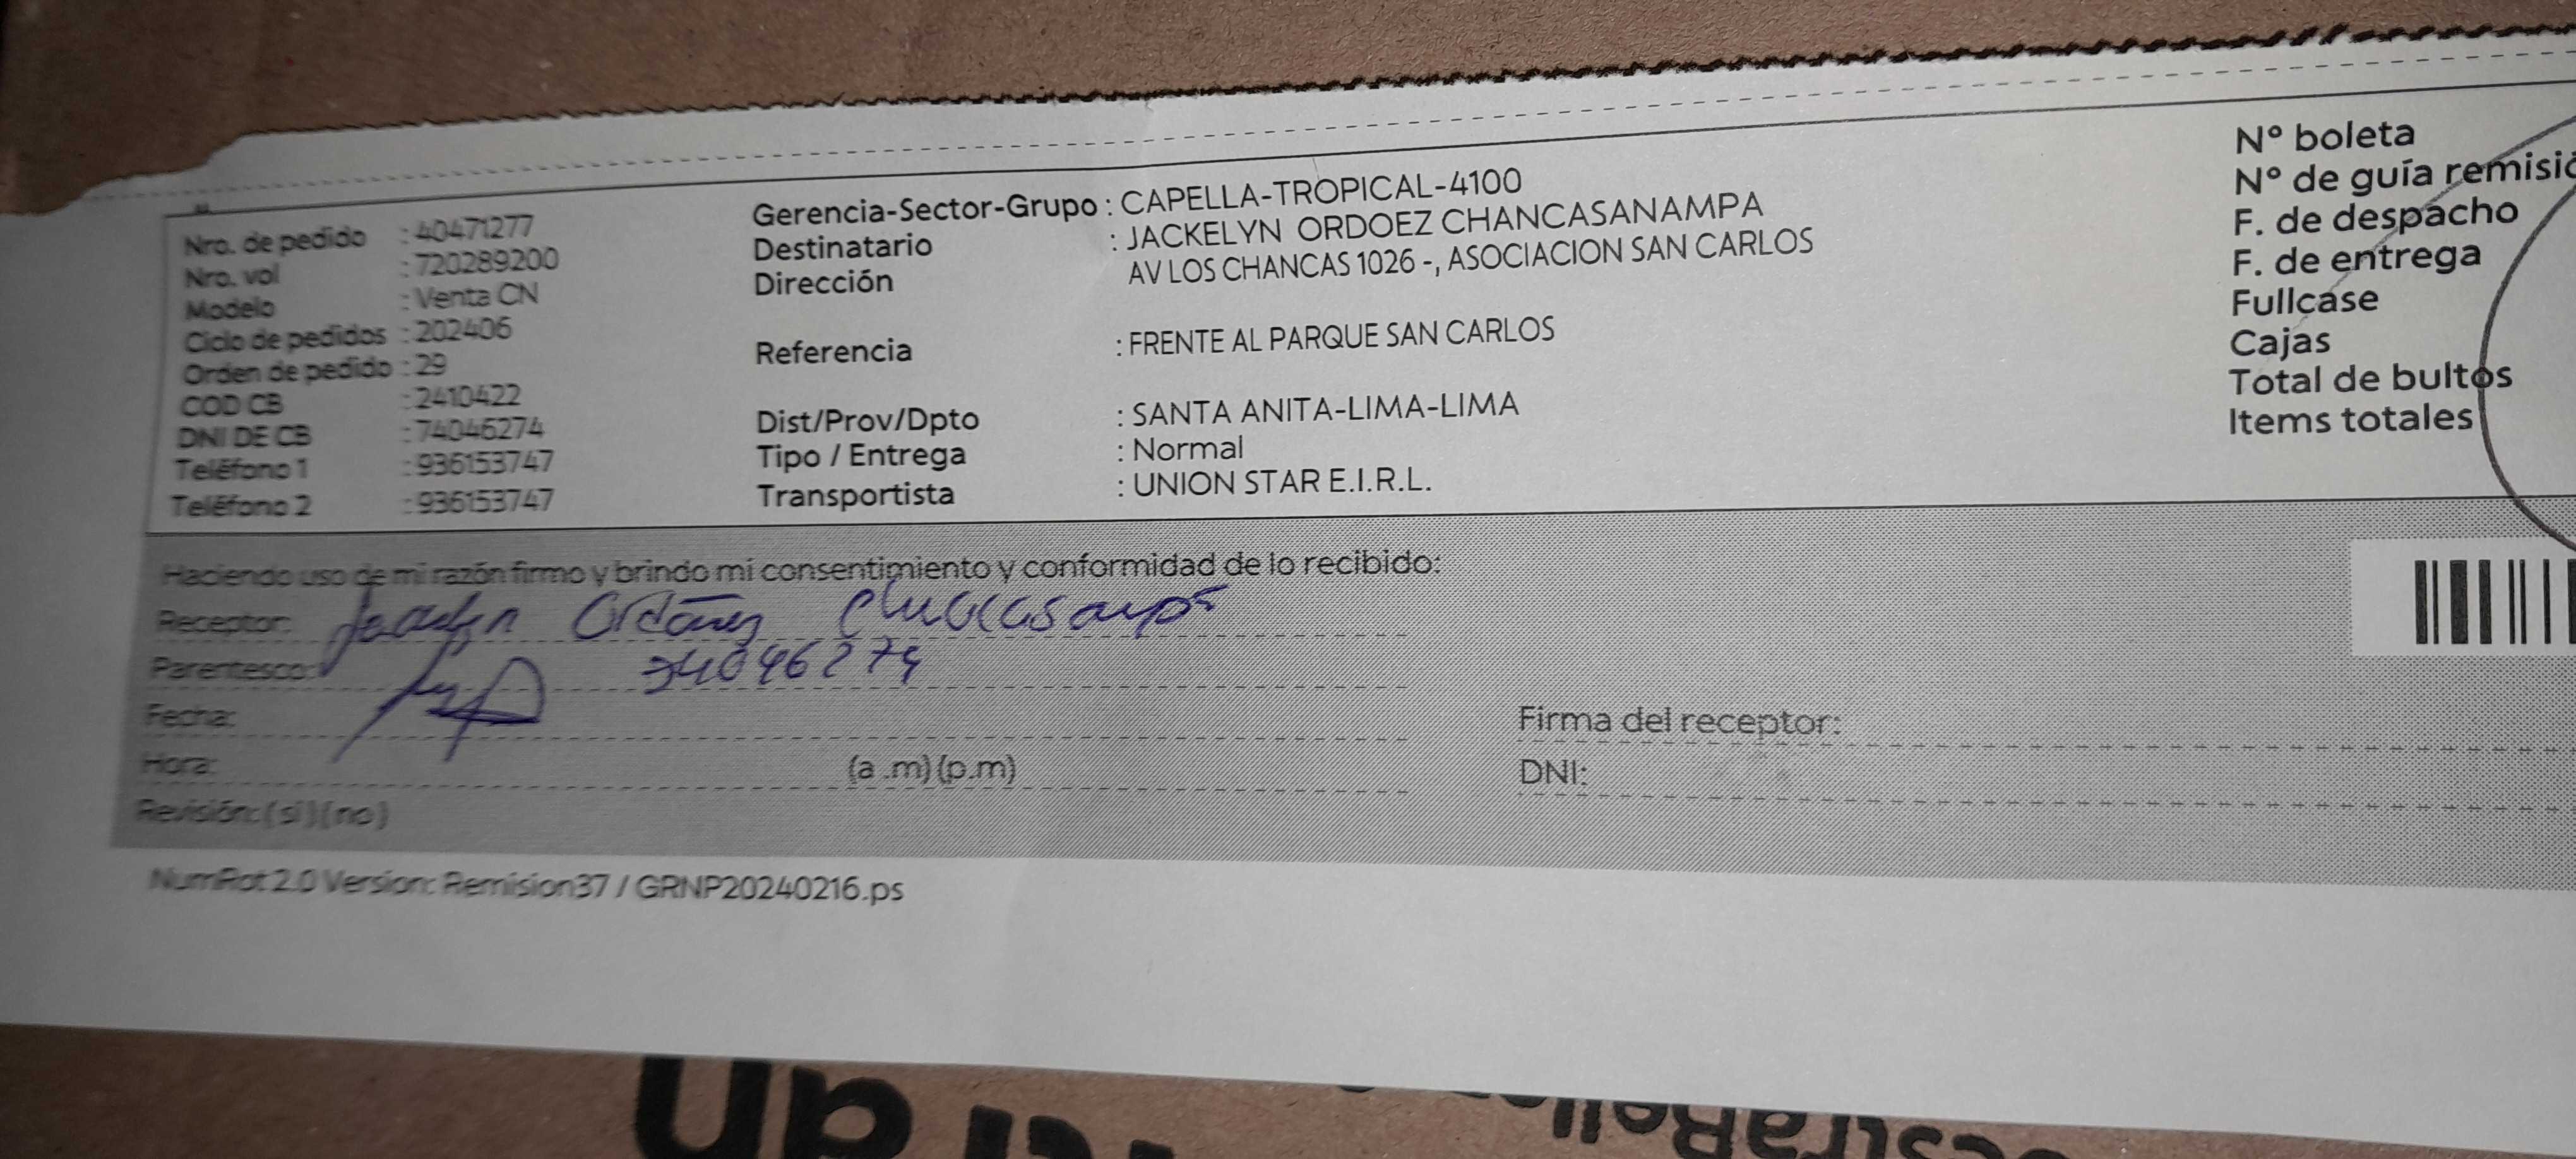 Nro. de pedido : 40471277
Nro. vol : 720289200
Modelo : Venta CN
Ciclo de pedidos : 202406
Orden de pedido : 29
COD CB : 2410422
DNI DE CB : 74046274
Teléfono 1 : 936153747
Teléfono 2 : 936153747
Gerencia-Sector-Grupo : CAPELLA-TROPICAL-4100
Destinatario : JACKELYN ORDOEZ CHANCASANAMPA
Dirección AV LOS CHANCAS 1026 -, ASOCIACION SAN CARLOS
Referencia : FRENTE AL PARQUE SAN CARLOS
Dist/Prov/Dpto : SANTA ANITA-LIMA-LIMA
Tipo / Entrega : Normal
Transportista : UNION STAR E.I.R.L.
N° boleta
N° de guía remisió
F. de despacho
F. de entrega
Fullcase
Cajas
Total de bultos
Items totales
Haciendo uso de mi razón firmo y brindo mi consentimiento y conformidad de lo recibido:
Receptor: Ordoñez
Parentesco: 74046274
Fecha:
Hora: (a .m) (p.m)
Revisión: (si) (no)
Firma del receptor:
DNI:
NumRot 2.0 Version: Remision37 / GRNP20240216.ps